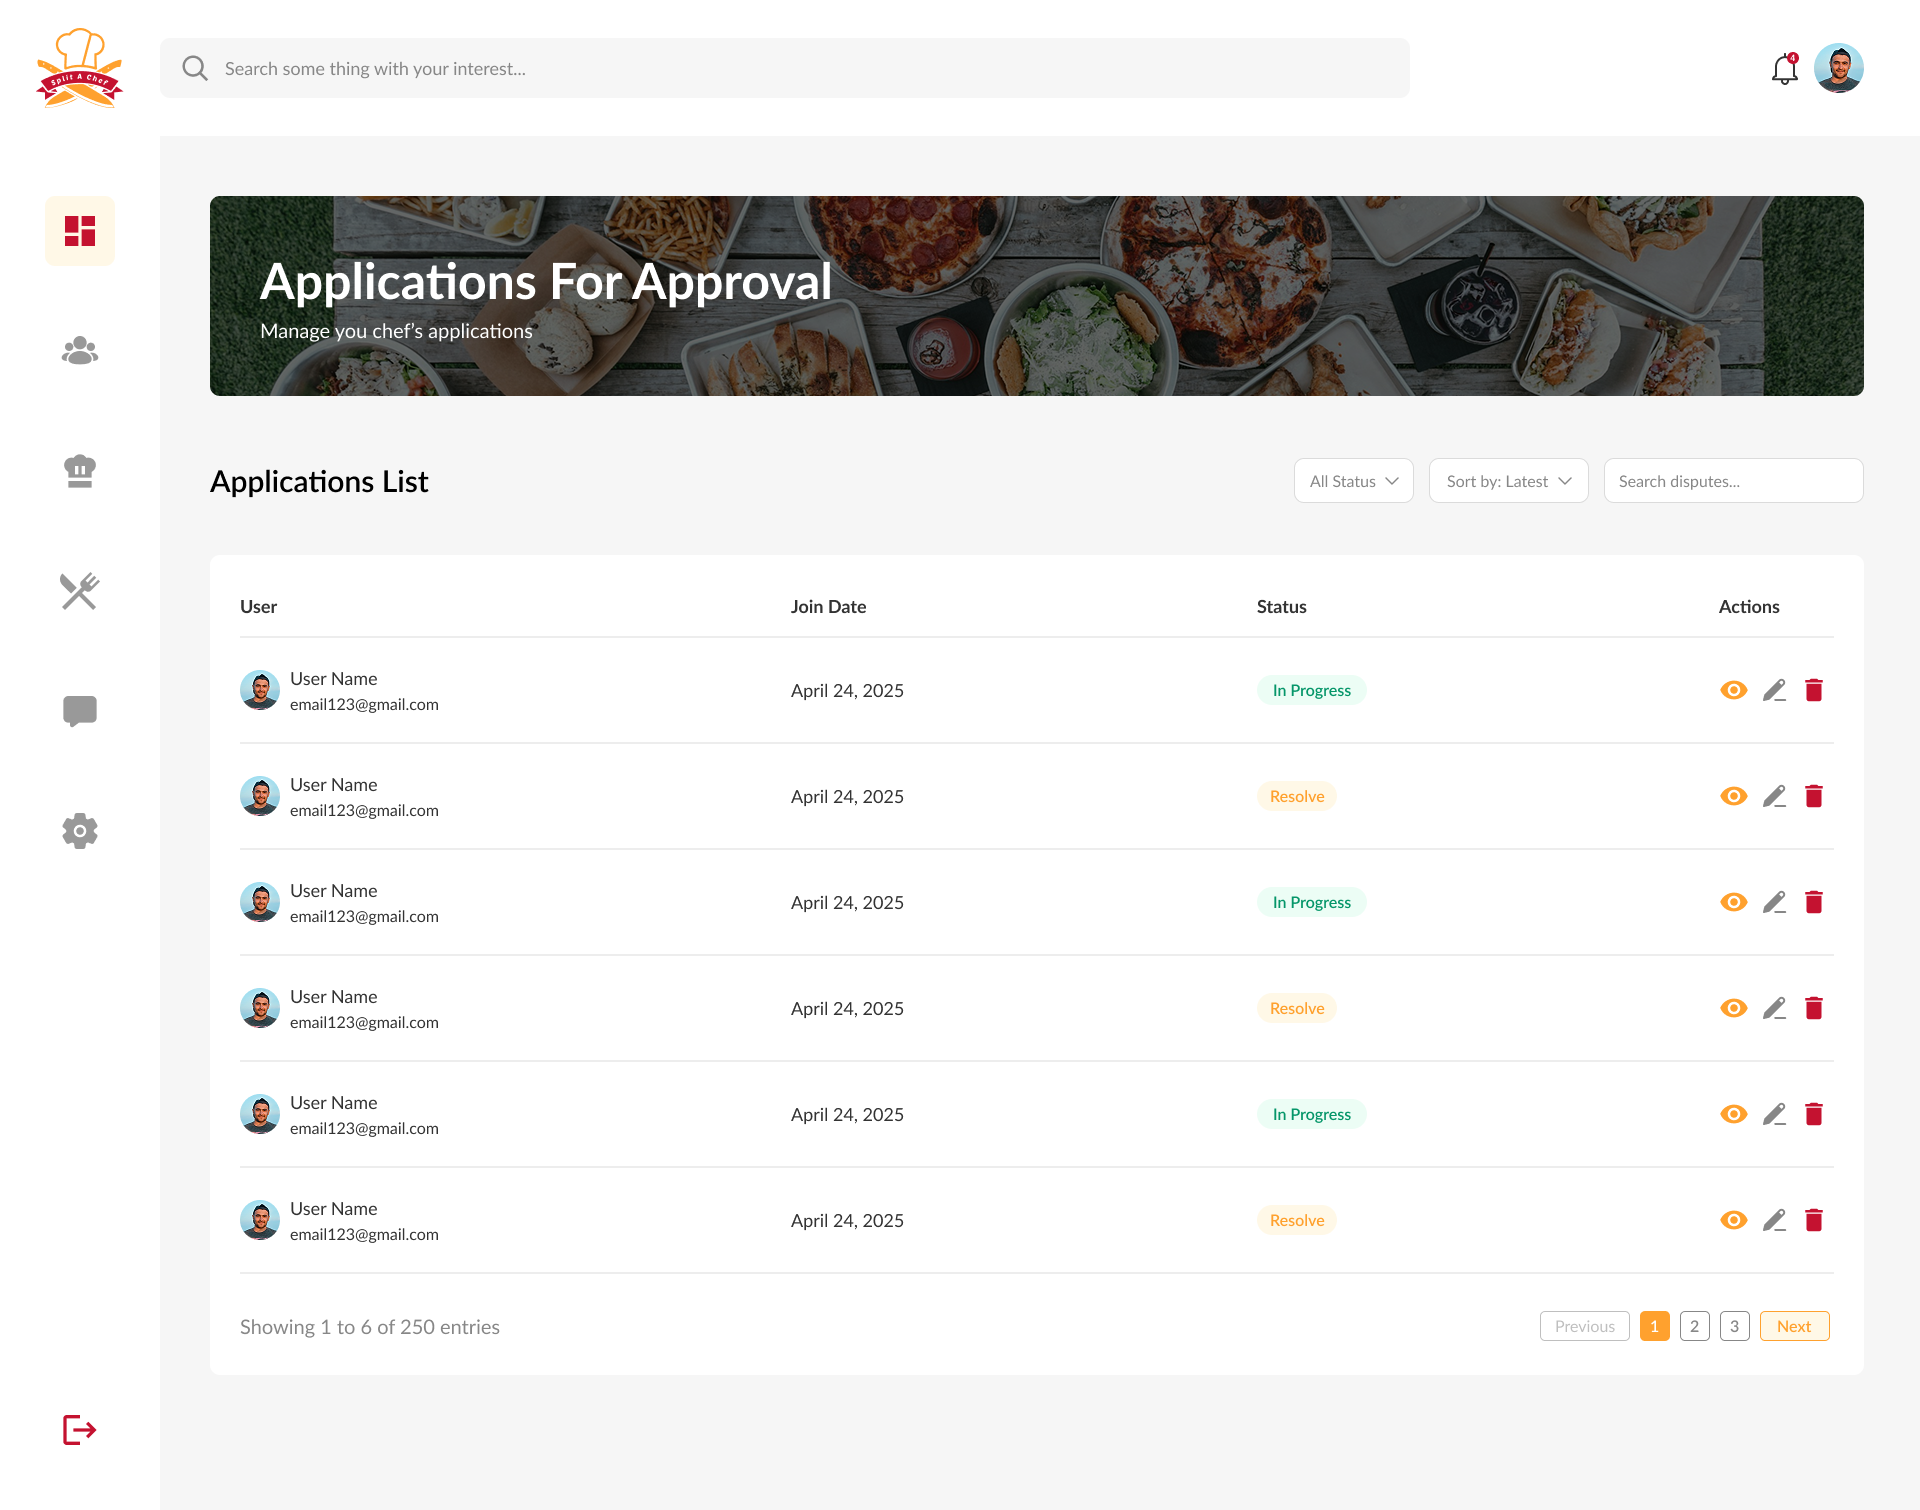 Split A Chef
Search some thing with your interest...
4
Applications For Approval
Manage you chef's applications
Applications List
All Status
Sort by: Latest
Search disputes...
User Join Date Status Actions
User Name
email123@gmail.com
April 24, 2025
In Progress
User Name
email123@gmail.com
April 24, 2025
Resolve
User Name
email123@gmail.com
April 24, 2025
In Progress
User Name
email123@gmail.com
April 24, 2025
Resolve
User Name
email123@gmail.com
April 24, 2025
In Progress
User Name
email123@gmail.com
April 24, 2025
Resolve
Showing 1 to 6 of 250 entries
Previous 1 2 3 Next